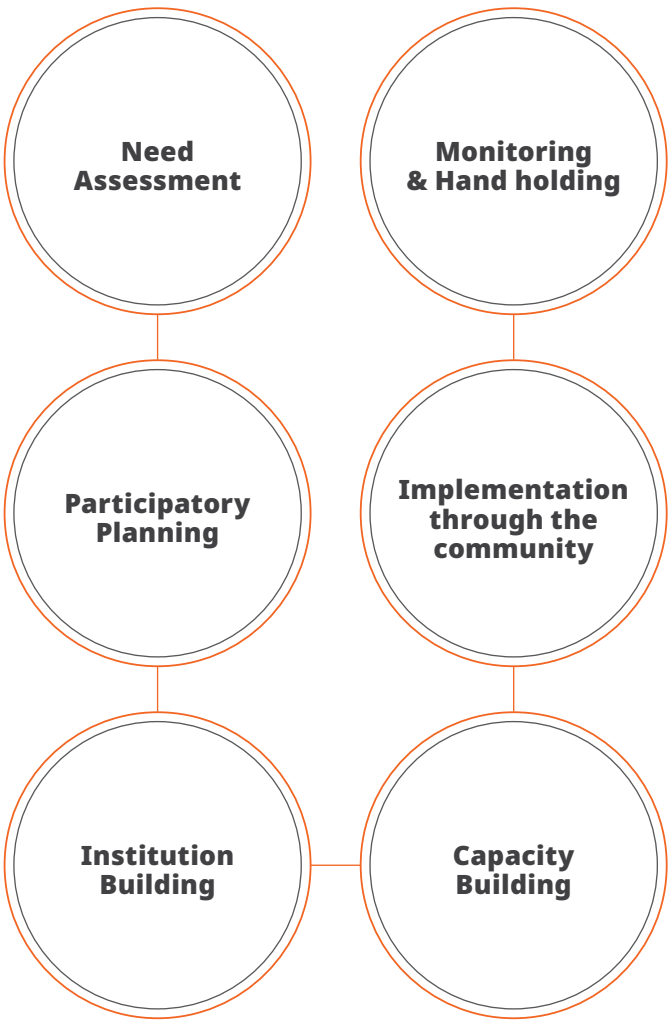 Need
Assessment
Monitoring
& Hand holding
Participatory
Planning
Implementation
through the
community
Institution
Building
Capacity
Building